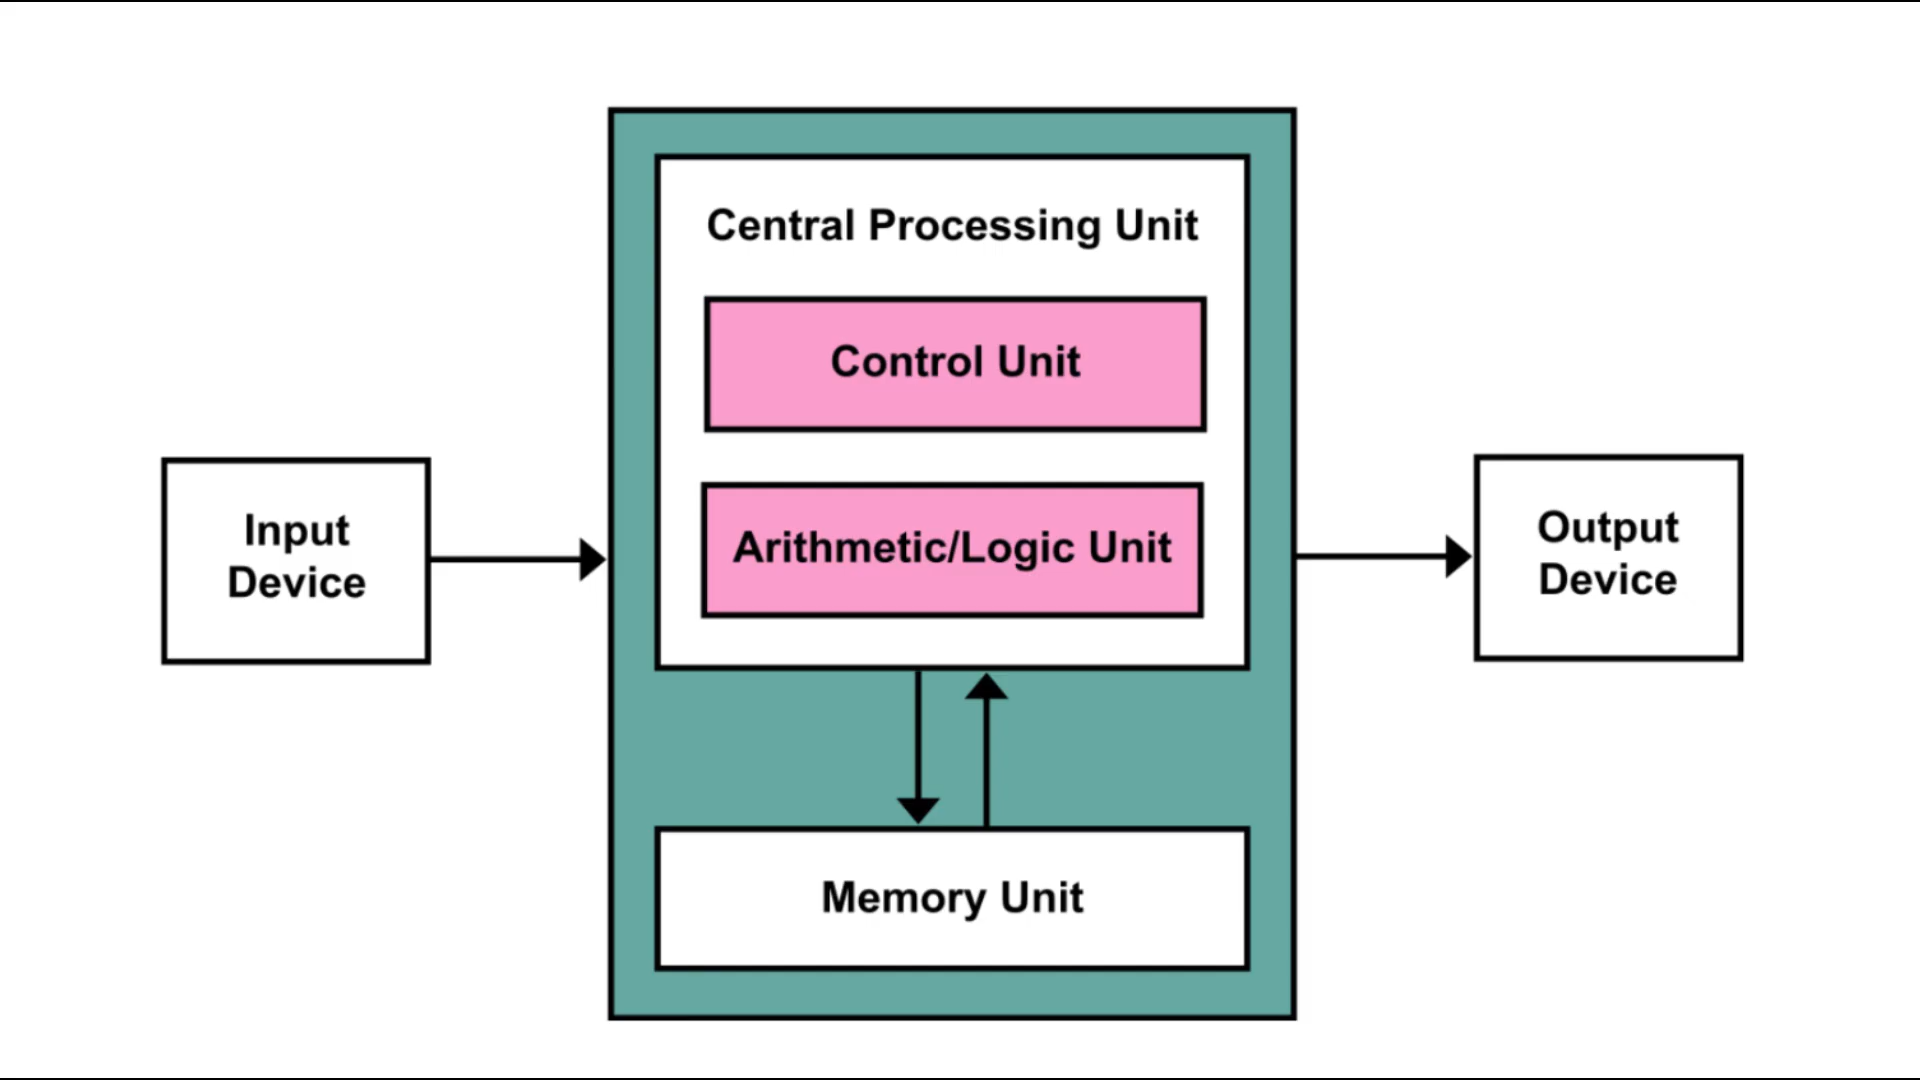 Central Processing Unit
Control Unit
Arithmetic/Logic Unit
Input
Device
Output
Device
Memory Unit